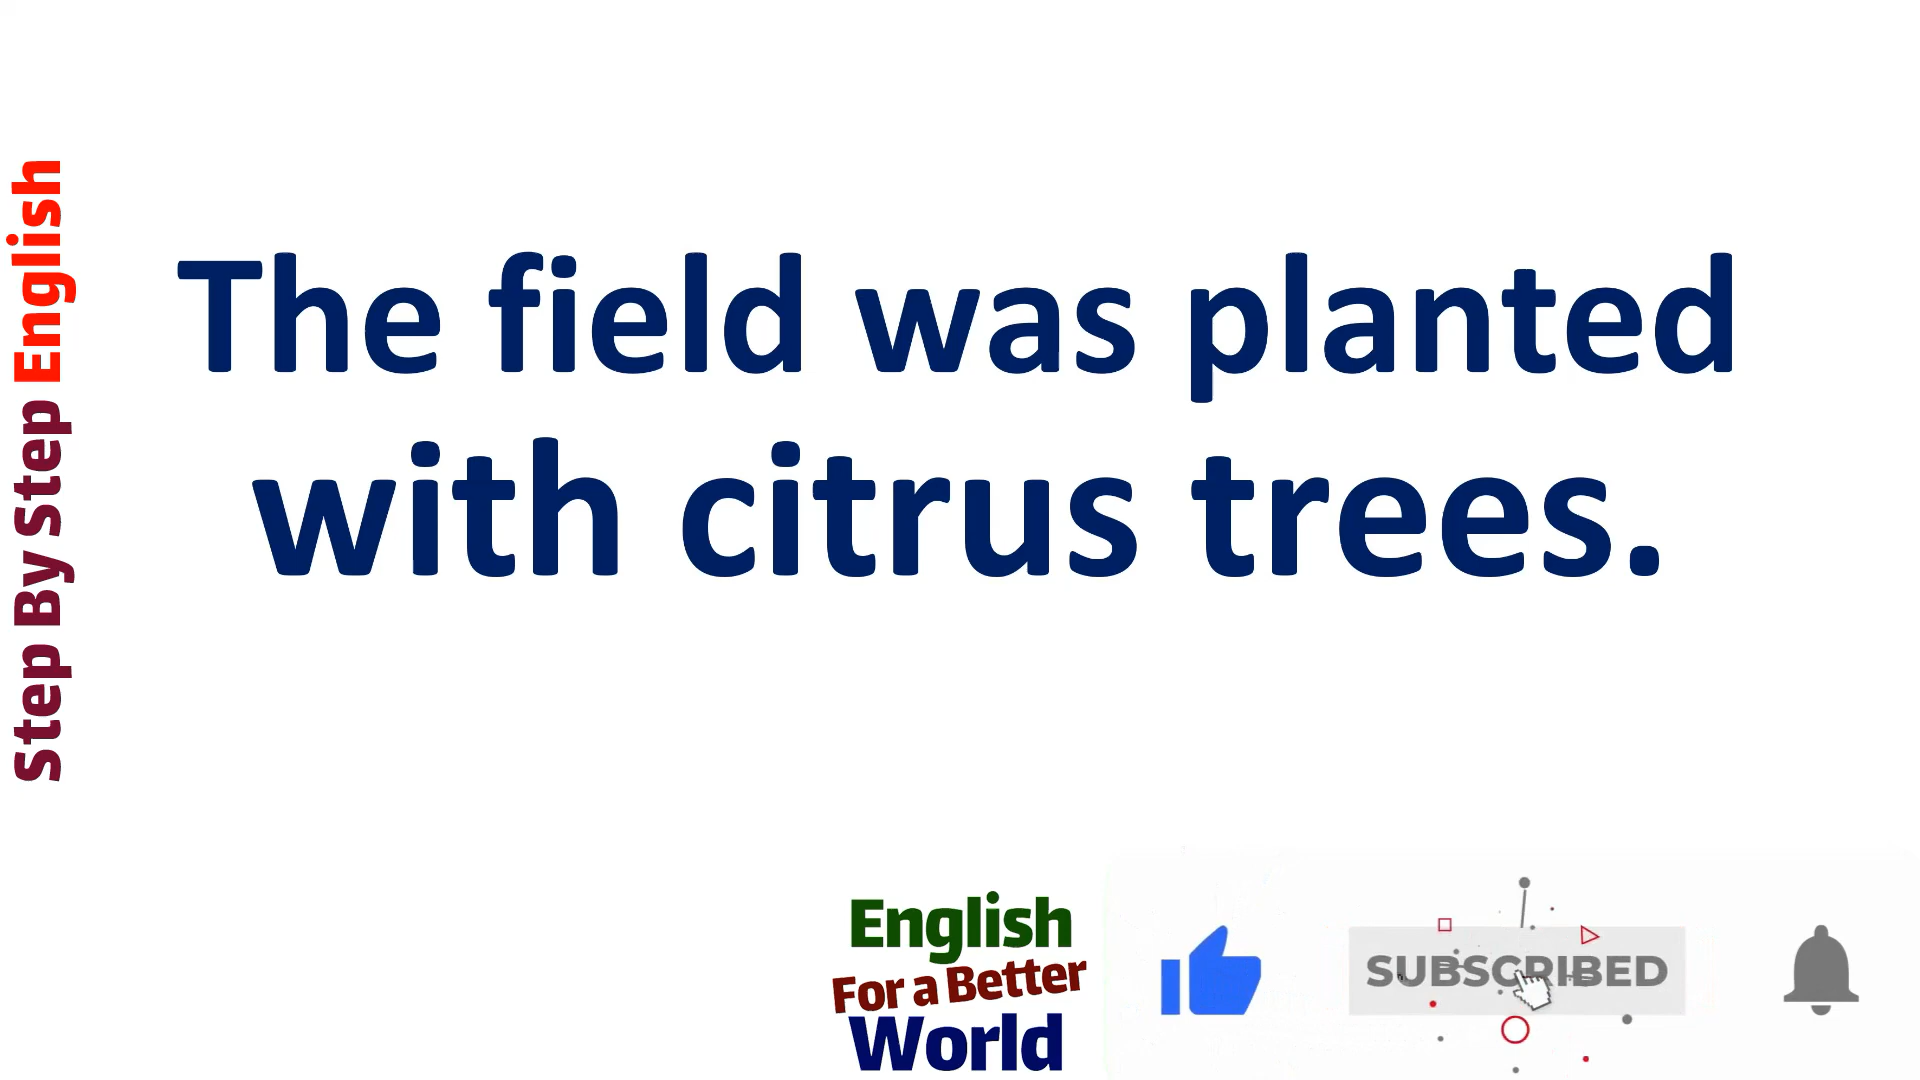 Step By Step English
The field was planted
with citrus trees.
English
For a Better
World
SUBSCRIBED